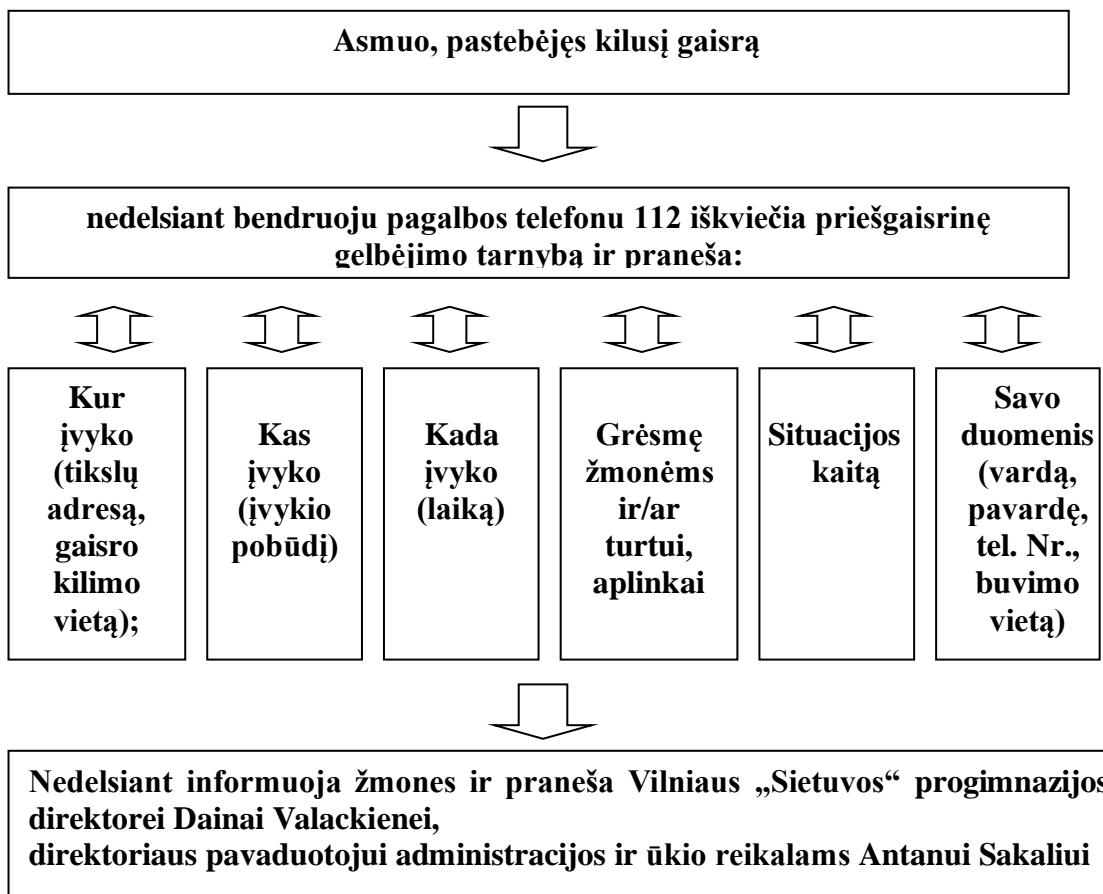 Asmuo, pastebėjęs kilusį gaisrą
nedelsiant bendruoju pagalbos telefonu 112 iškviečia priešgaisrinę
gelbėjimo tarnybą ir praneša:
Kur
įvyko
(tikslų
adresą,
gaisro
kilimo
vietą);
Kas
įvyko
(įvykio
pobūdį)
Kada
įvyko
(laiką)
Grėsmę
žmonėms
ir/ar
turtui,
aplinkai
Situacijos
kaitą
Savo
duomenis
(vardą,
pavardę,
tel. Nr.,
buvimo
vietą)
Nedelsiant informuoja žmones ir praneša Vilniaus „Sietuvos“ progimnazijos
direktorei Dainai Valackienei,
direktoriaus pavaduotojui administracijos ir ūkio reikalams Antanui Sakaliui